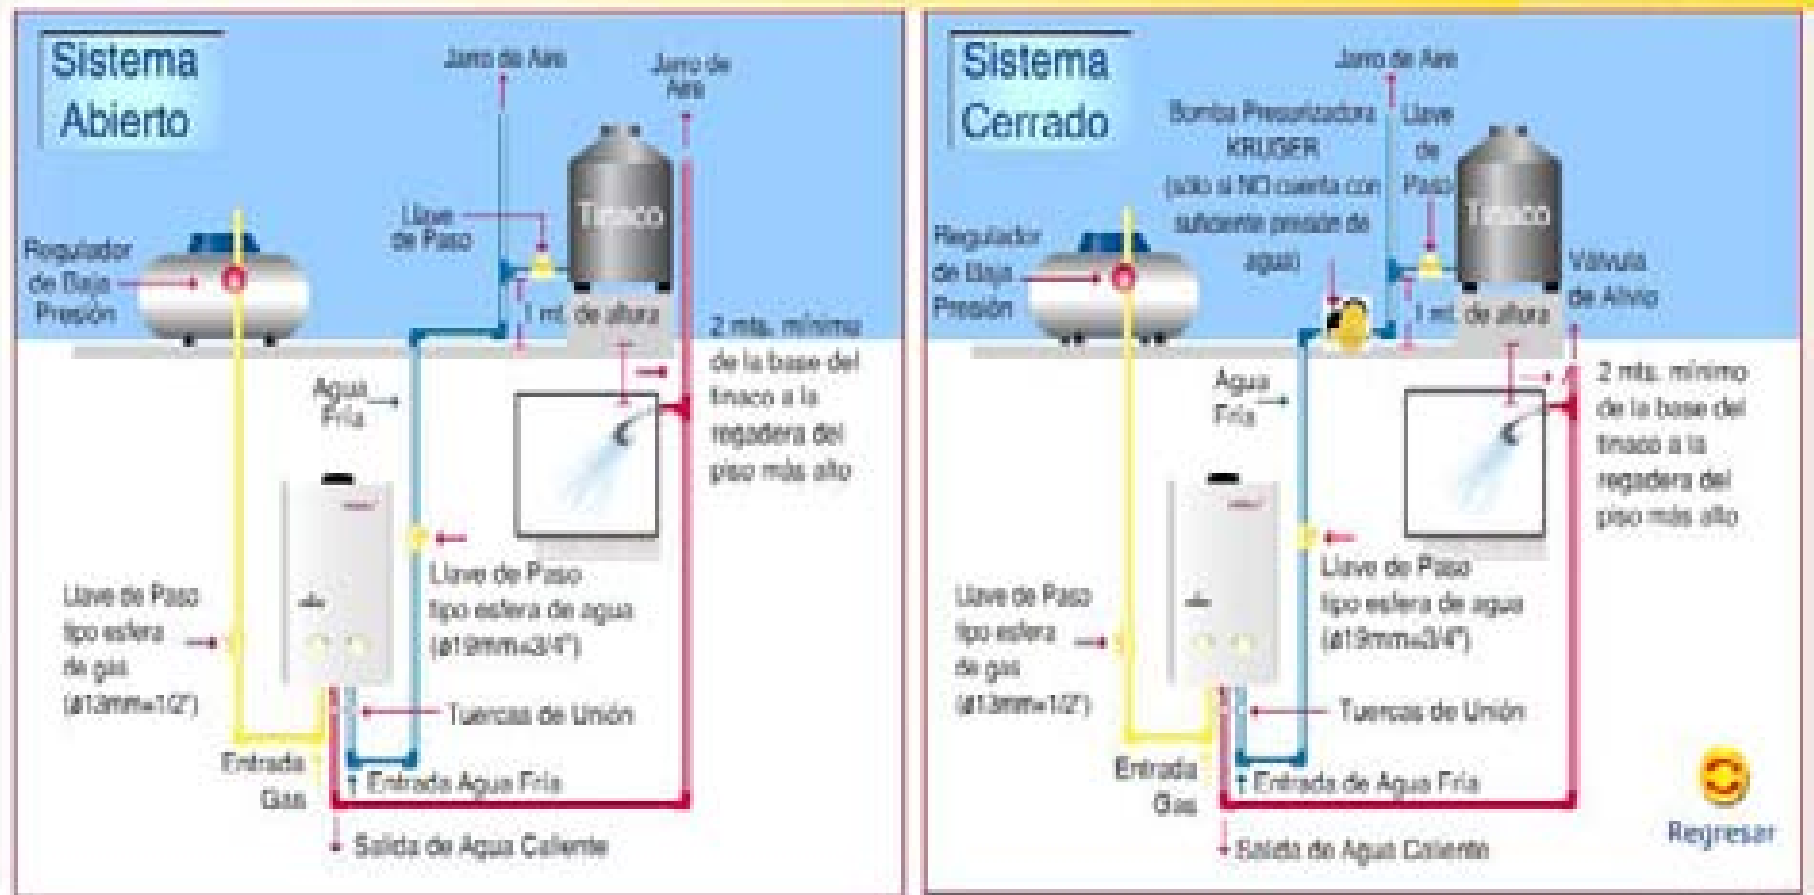 Sistema
Abierto
Jarro de Aire
Jarro de
Aire
Llave
de Paso
Tinaco
Regulador
de Baja
Presión
1 mt. de altura
2 mts. mínimo
de la base del
tinaco a la
regadera del
piso más alto
Agua
Fría
Llave de Paso
tipo esfera de agua
(ø19mm=3/4")
Llave de Paso
tipo esfera
de gas
(ø13mm=1/2")
Tuercas de Unión
Entrada
Gas
Entrada Agua Fría
Salida de Agua Caliente
Sistema
Cerrado
Jarro de Aire
Bomba Presurizadora
KRUGER
(sólo si NO cuenta con
suficiente presión de
agua)
Llave
de
Paso
Tinaco
Regulador
de Baja
Presión
Válvula
de Alivio
1 mt. de altura
2 mts. mínimo
de la base del
tinaco a la
regadera del
piso más alto
Agua
Fría
Llave de Paso
tipo esfera de agua
(ø19mm=3/4")
Llave de Paso
tipo esfera
de gas
(ø13mm=1/2")
Tuercas de Unión
Entrada
Gas
Entrada de Agua Fría
Salida de Agua Caliente
Regresar